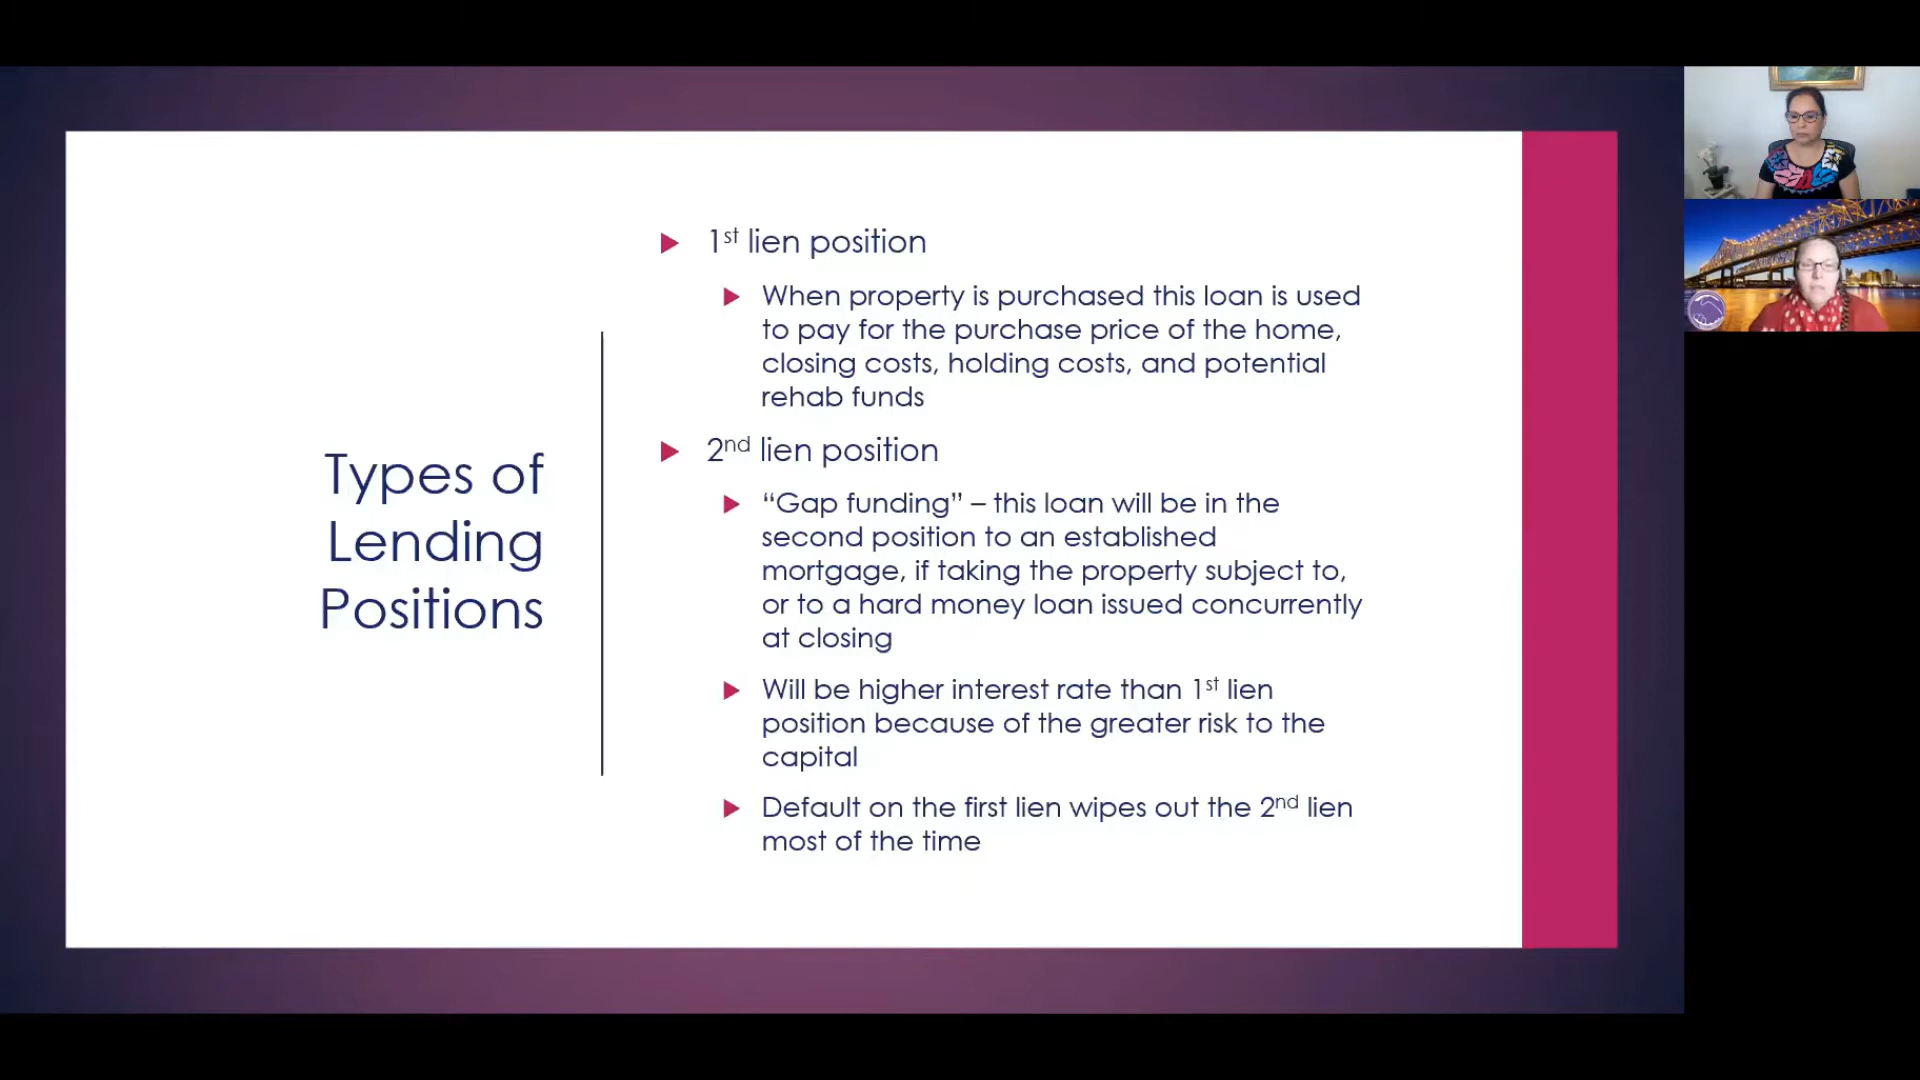 Types of
Lending
Positions
1st lien position
When property is purchased this loan is used
to pay for the purchase price of the home,
closing costs, holding costs, and potential
rehab funds
2nd lien position
“Gap funding” – this loan will be in the
second position to an established
mortgage, if taking the property subject to,
or to a hard money loan issued concurrently
at closing
Will be higher interest rate than 1st lien
position because of the greater risk to the
capital
Default on the first lien wipes out the 2nd lien
most of the time